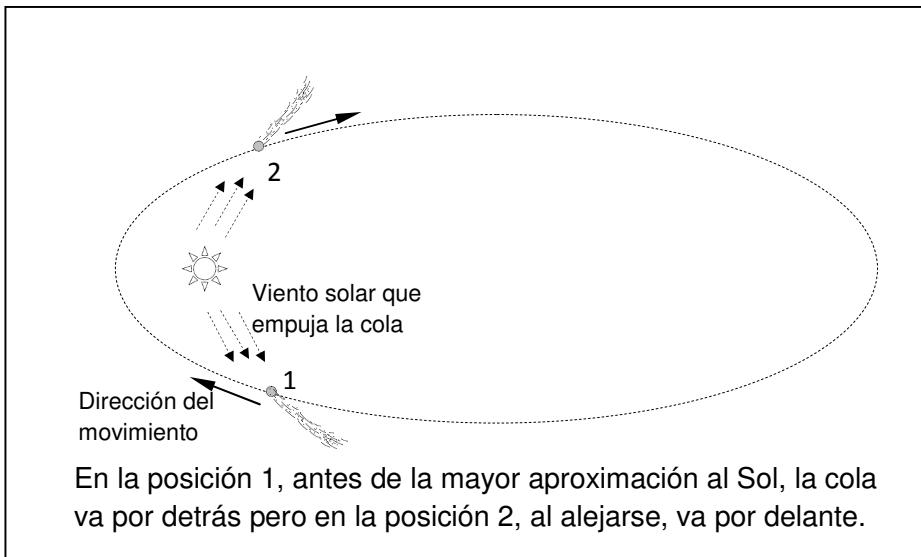 2
Viento solar que
empuja la cola
1
Dirección del
movimiento
En la posición 1, antes de la mayor aproximación al Sol, la cola
va por detrás pero en la posición 2, al alejarse, va por delante.